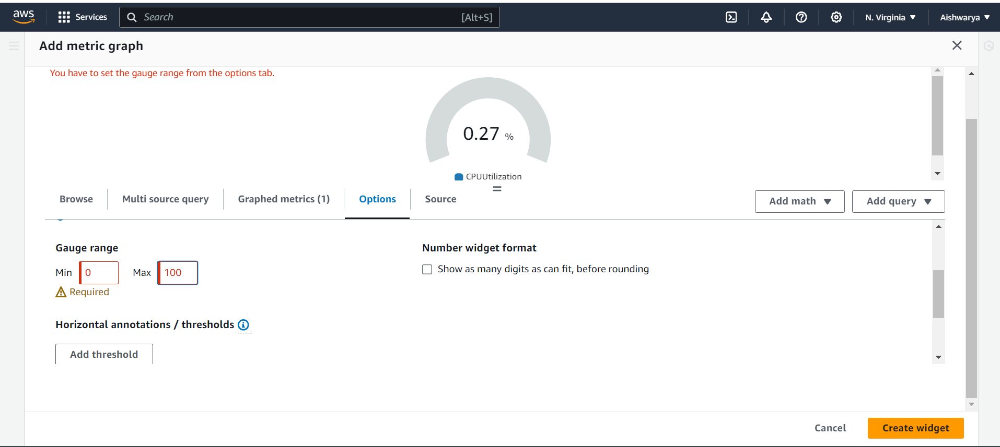 aws Services Search [Alt+S] N. Virginia Aishwarya
Add metric graph
You have to set the gauge range from the options tab.
0.27 %
CPUUtilization
Browse Multi source query Graphed metrics (1) Options Source Add math Add query
Gauge range Number widget format
Min 0 Max 100 Show as many digits as can fit, before rounding
Required
Horizontal annotations / thresholds
Add threshold
Cancel Create widget